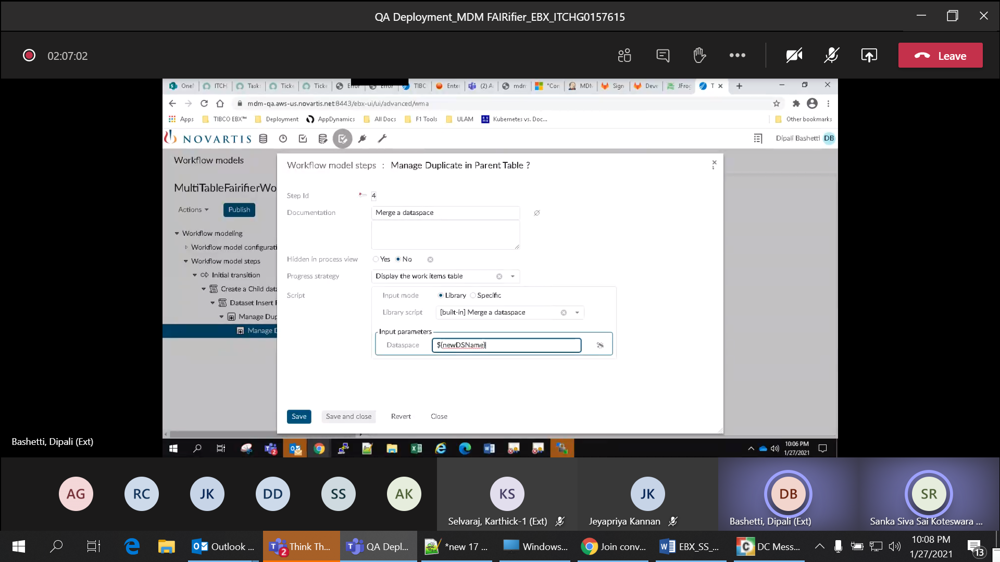 QA Deployment_MDM FAIRifier_EBX_ITCHG0157615
02:07:02
Leave
OneI ITCH Task Ticke Ticke Error Error TIBC Enter (2) A mdm "Con MDM Sign Deve JFrog T
mdm-qa.aws-us.novartis.net:8443/ebx-ui/ui/advanced/wma
Apps TIBCO EBX™ Deployment AppDynamics All Docs F1 Tools ULAM Kubernetes vs. Doc... Other bookmarks
NOVARTIS Dipali Bashetti DB
Workflow models
MultiTableFairifierWo
Actions Publish
Workflow modeling
Workflow model configurati
Workflow model steps
Initial transition
Create a Child data
Dataset Insert
Manage Dup
Manage D
Workflow model steps : Manage Duplicate in Parent Table ?
Step Id 4
Documentation Merge a dataspace
Hidden in process view Yes No
Progress strategy Display the work items table
Script Input mode Library Specific
Library script [built-in] Merge a dataspace
Input parameters
Dataspace ${newDSName}
Save Save and close Revert Close
Bashetti, Dipali (Ext)
2
10:06 PM
1/27/2021
AG RC JK DD SS AK KS JK DB SR
Selvaraj, Karthick-1 (Ext) Jeyapriya Kannan Bashetti, Dipali (Ext) Sanka Siva Sai Koteswara ...
Outlook ... 2 Think Th... QA Depl... *new 17 ... Windows... Join conv... EBX_SS_... DC Mess...
10:08 PM
1/27/2021
13